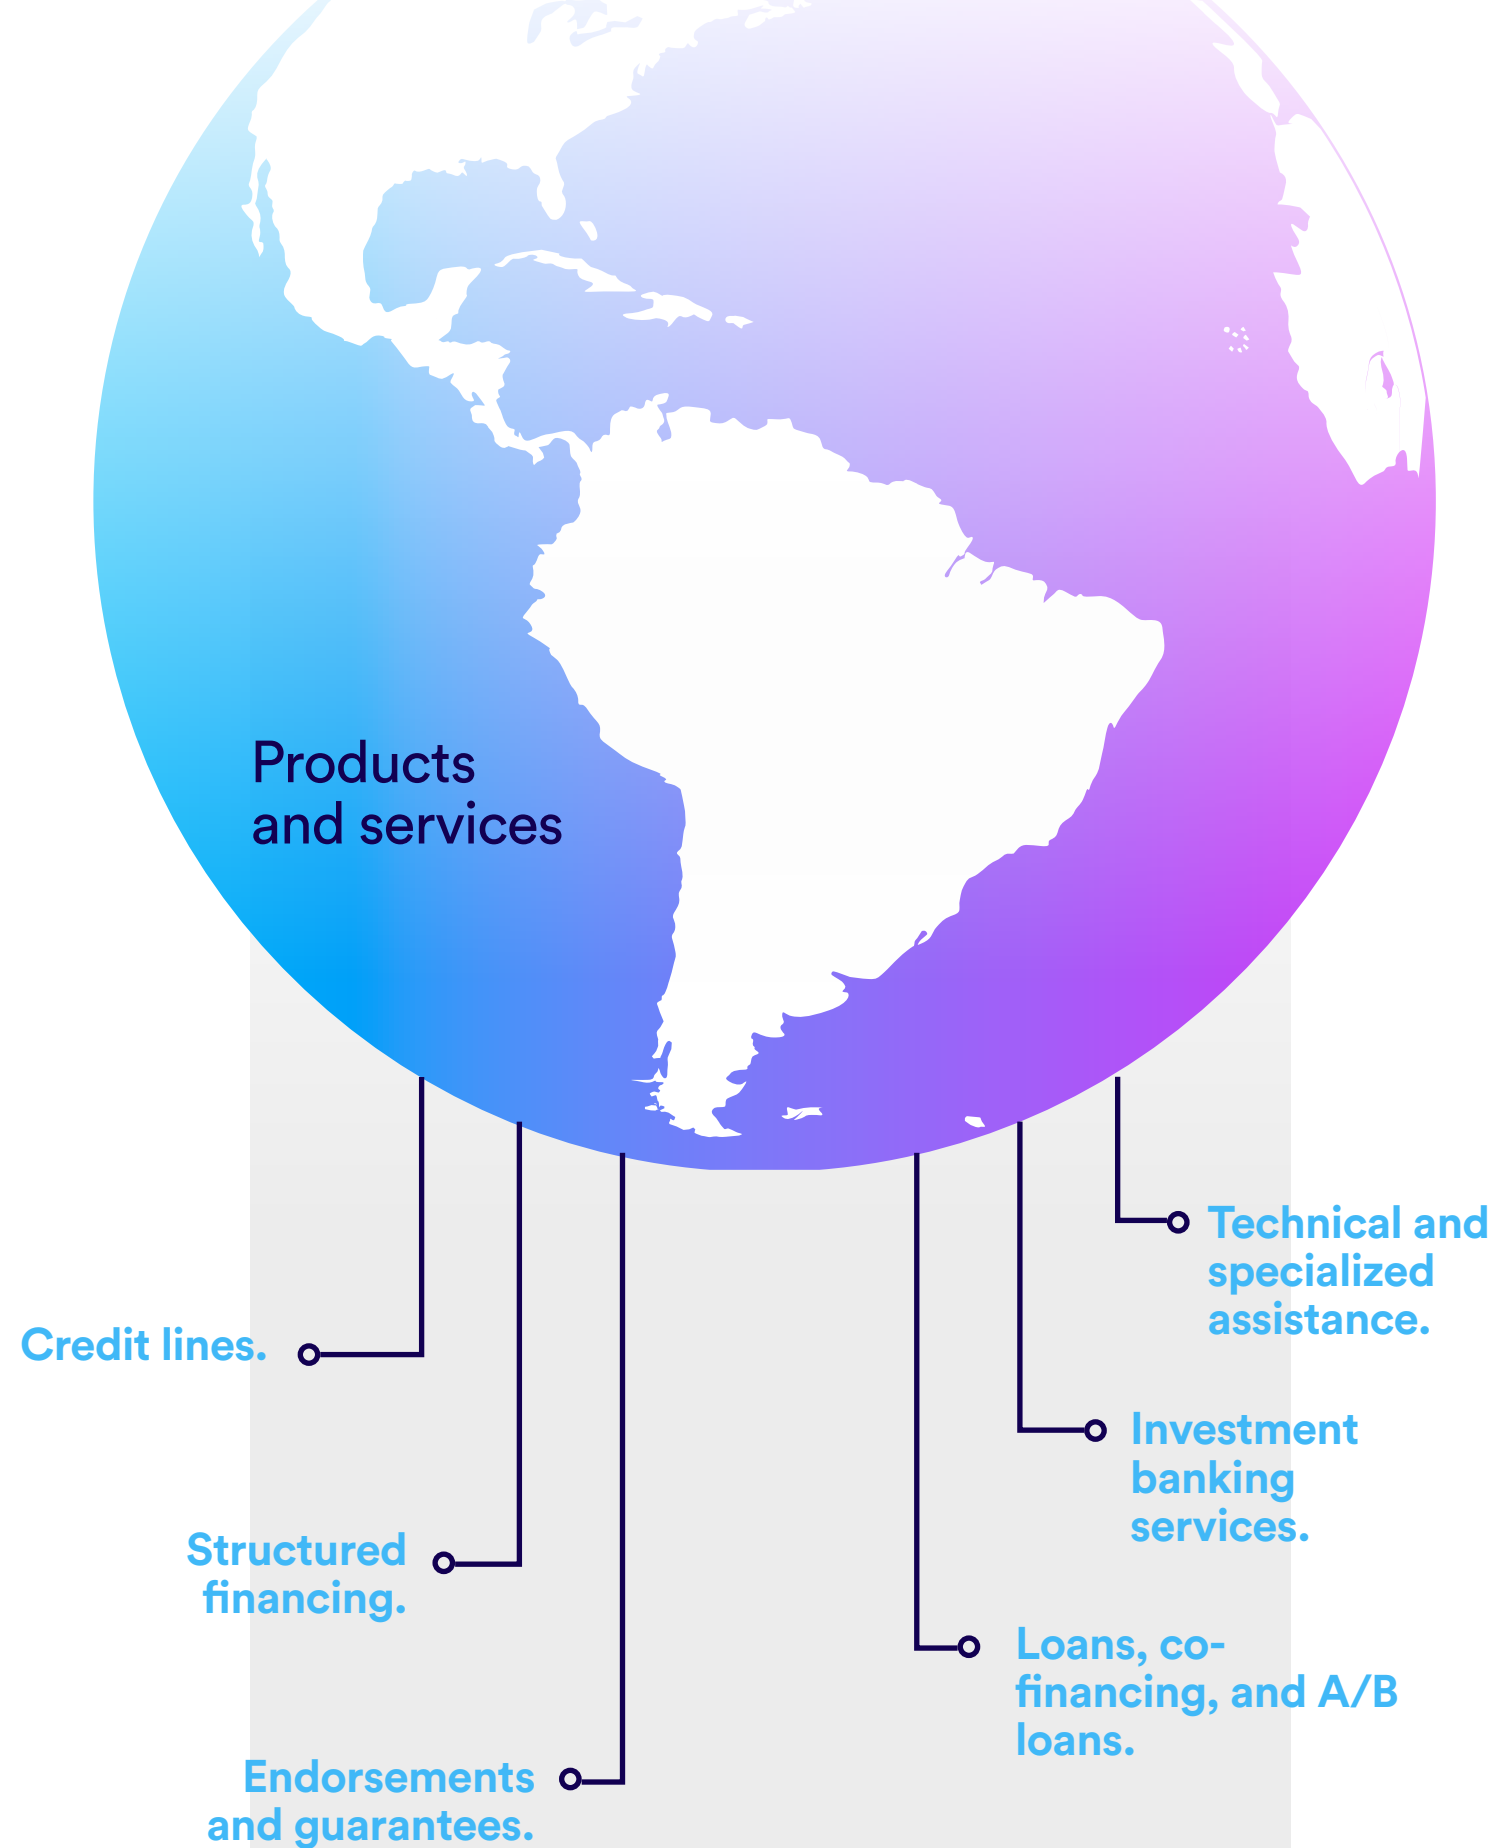 Products
and services
Credit lines.
Structured
financing.
Endorsements
and guarantees.
Technical and
specialized
assistance.
Investment
banking
services.
Loans, co-
financing, and A/B
loans.